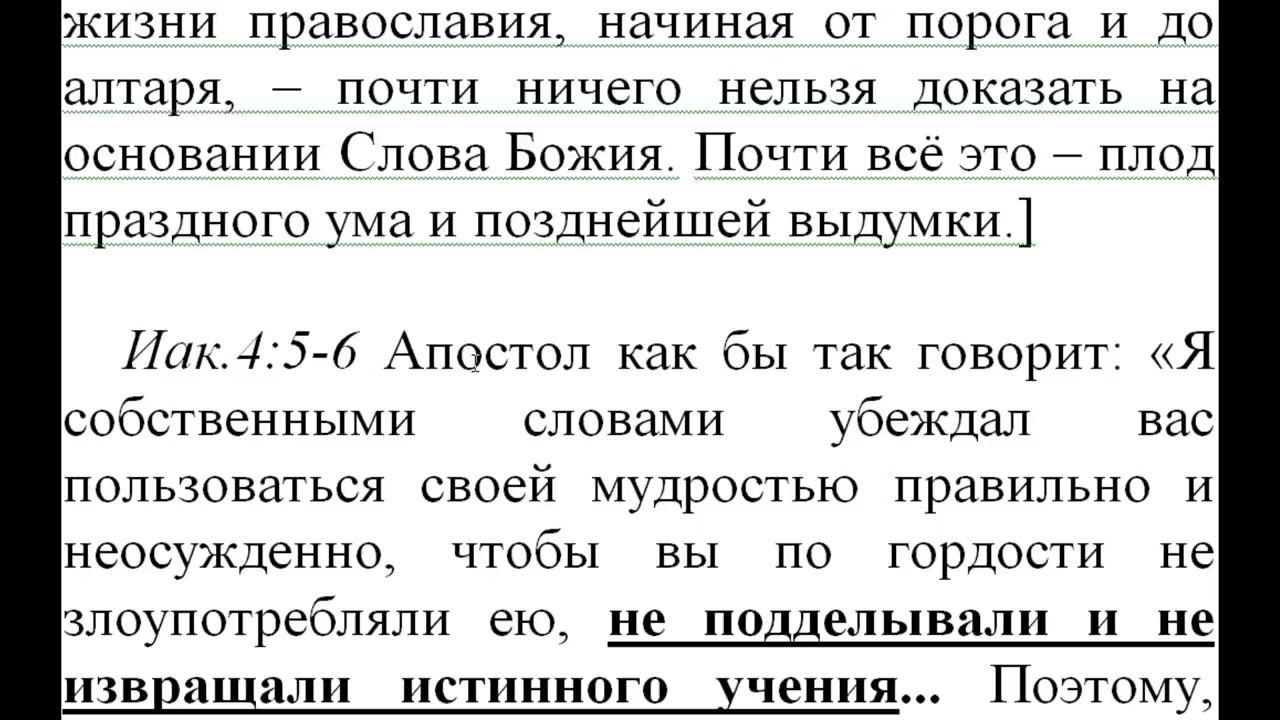 жизни православия, начиная от порога и до
алтаря, – почти ничего нельзя доказать на
основании Слова Божия. Почти всё это – плод
праздного ума и позднейшей выдумки.]
Иак.4:5-6 Апостол как бы так говорит: «Я
собственными словами убеждал вас
пользоваться своей мудростью правильно и
неосужденно, чтобы вы по гордости не
злоупотребляли ею, не подделывали и не
извращали истинного учения... Поэтому,